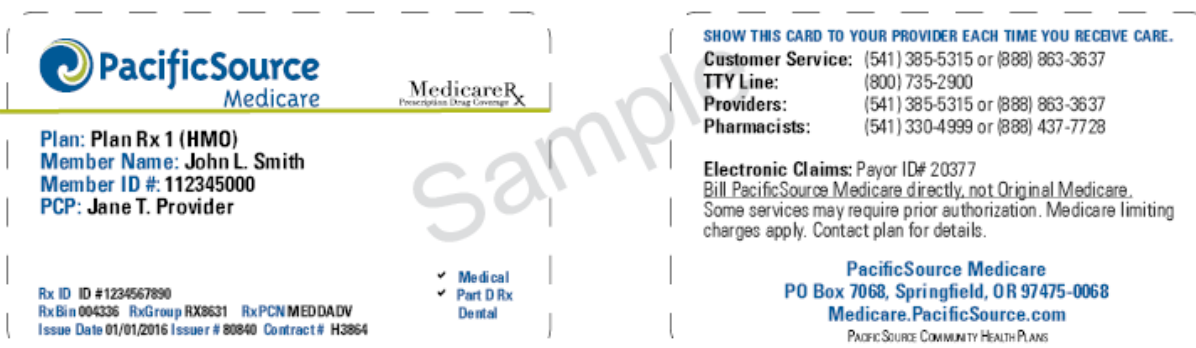 PacificSource
Medicare
MedicareRx
Prescription Drug Coverage
Plan: Plan Rx 1 (HMO)
Member Name: John L. Smith
Member ID #: 112345000
PCP: Jane T. Provider
✓ Medical
✓ Part D Rx
Dental
Rx ID ID #1234567890
RxBin 004336 RxGroup RX8631 RxPCN MEDDADV
Issue Date 01/01/2016 Issuer # 80840 Contract # H3864
Sample
SHOW THIS CARD TO YOUR PROVIDER EACH TIME YOU RECEIVE CARE.
Customer Service: (541) 385-5315 or (888) 863-3637
TTY Line: (800) 735-2900
Providers: (541) 385-5315 or (888) 863-3637
Pharmacists: (541) 330-4999 or (888) 437-7728
Electronic Claims: Payor ID# 20377
Bill PacificSource Medicare directly, not Original Medicare.
Some services may require prior authorization. Medicare limiting
charges apply. Contact plan for details.
PacificSource Medicare
PO Box 7068, Springfield, OR 97475-0068
Medicare.PacificSource.com
PACIFICSOURCE COMMUNITY HEALTH PLANS